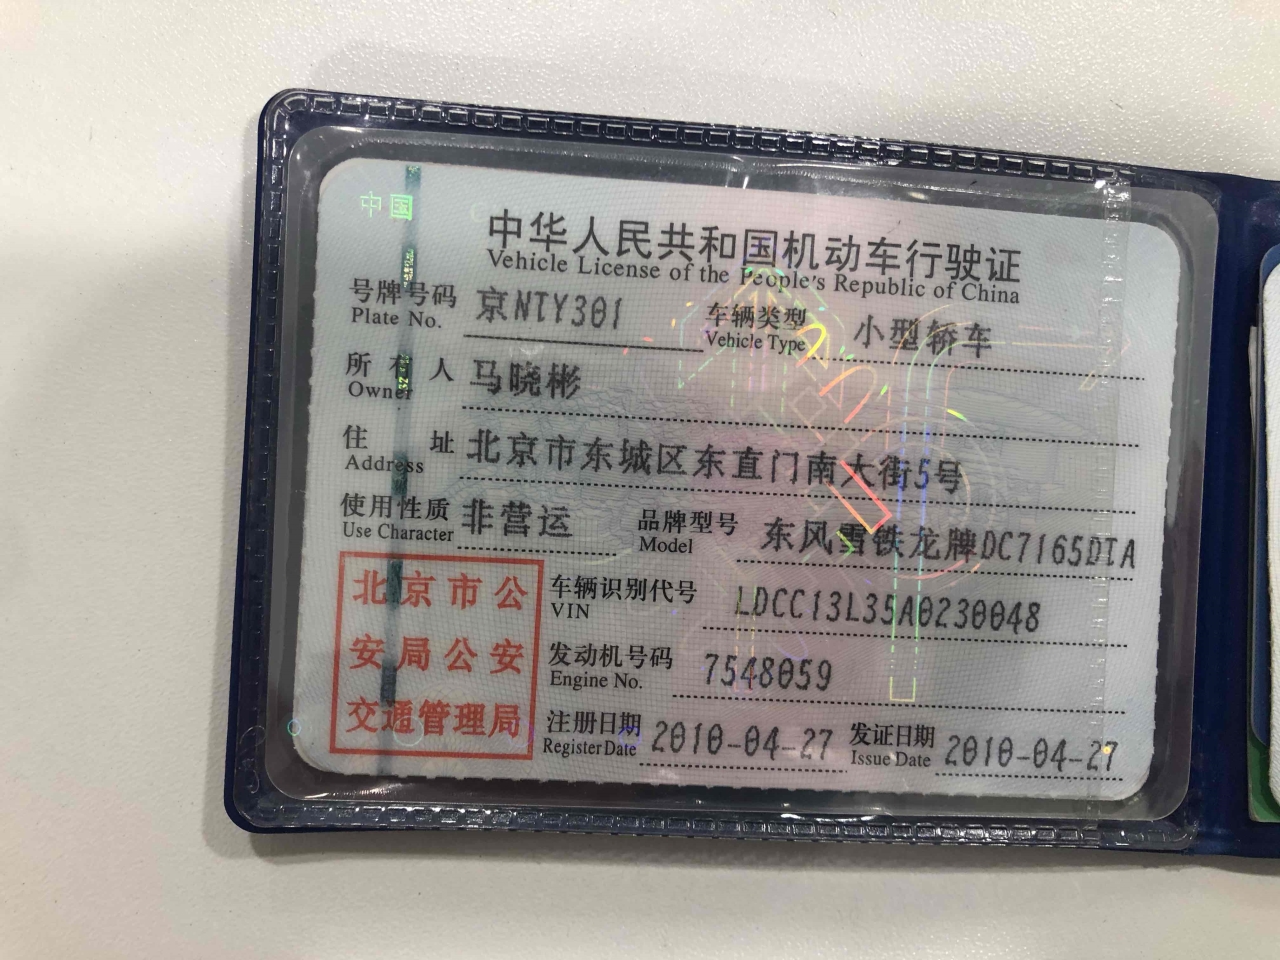 中国
中华人民共和国机动车行驶证
Vehicle License of the People's Republic of China
号牌号码 京NTY301 车辆类型 小型轿车
Plate No. Vehicle Type
所有人 马晓彬
Owner
住址 北京市东城区东直门南大街5号
Address
使用性质 非营运 品牌型号 东风雪铁龙牌DC7165DTA
Use Character Model
北京市公
安局公安
交通管理局
车辆识别代号 LDCC13L35A0230048
VIN
发动机号码 7548059
Engine No.
注册日期 2010-04-27 发证日期 2010-04-27
Register Date Issue Date